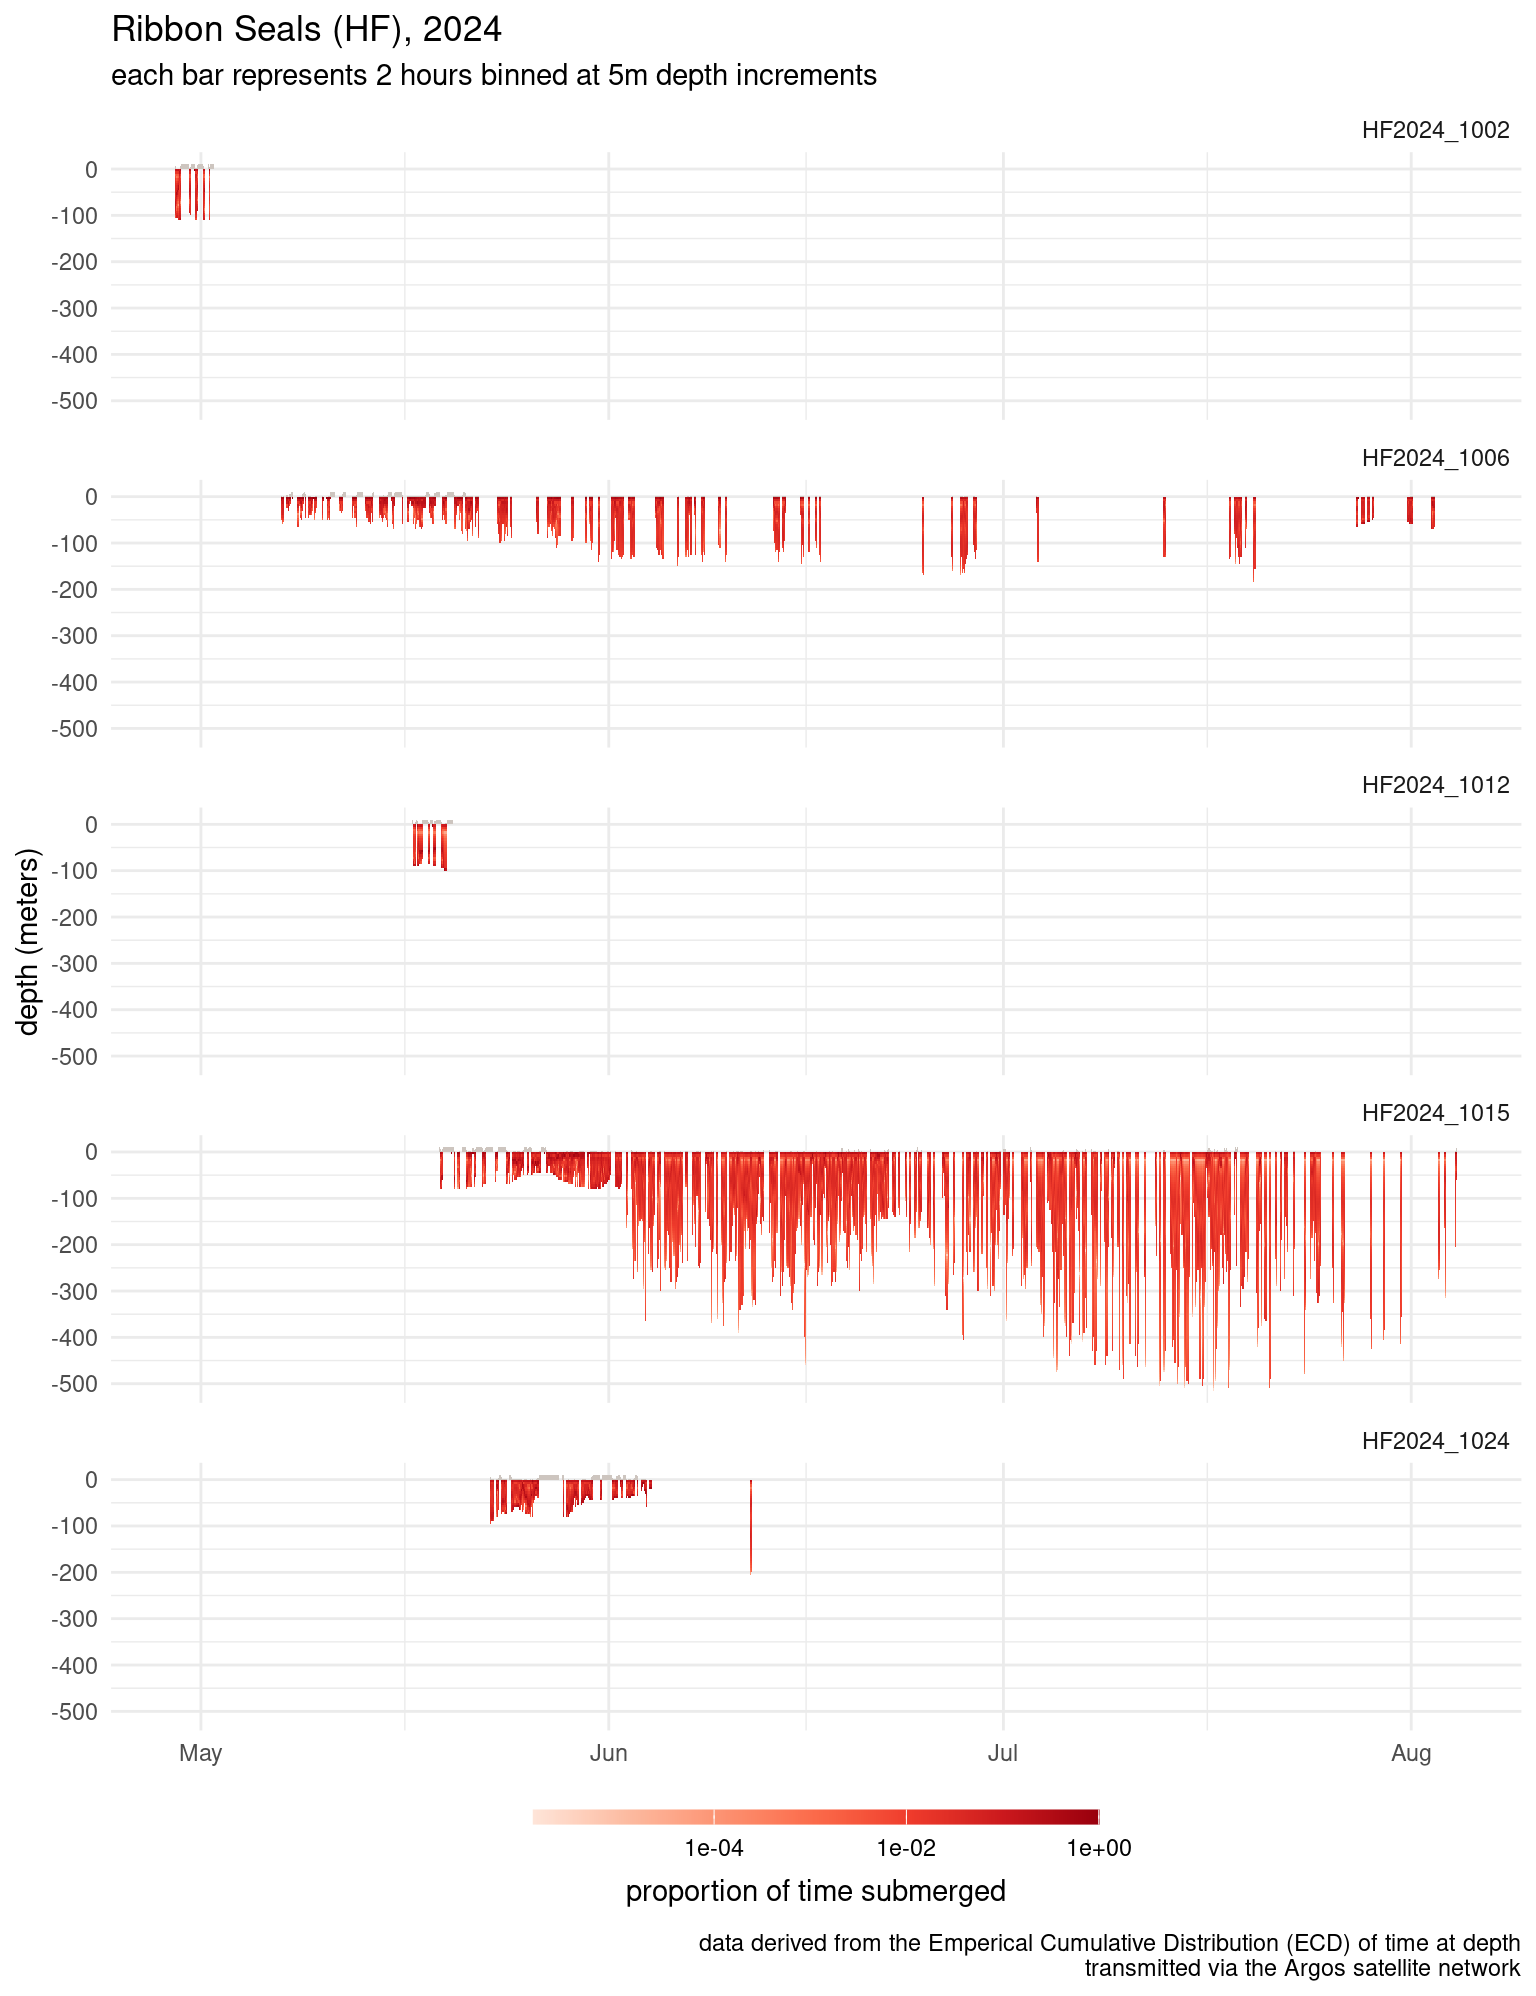 Ribbon Seals (HF), 2024
each bar represents 2 hours binned at 5m depth increments
HF2024_1002
0
-100
-200
-300
-400
-500
HF2024_1006
0
-100
-200
-300
-400
-500
HF2024_1012
0
-100
-200
-300
-400
-500
depth (meters)
HF2024_1015
0
-100
-200
-300
-400
-500
HF2024_1024
0
-100
-200
-300
-400
-500
May Jun Jul Aug
1e-04 1e-02 1e+00
proportion of time submerged
data derived from the Emperical Cumulative Distribution (ECD) of time at depth
transmitted via the Argos satellite network